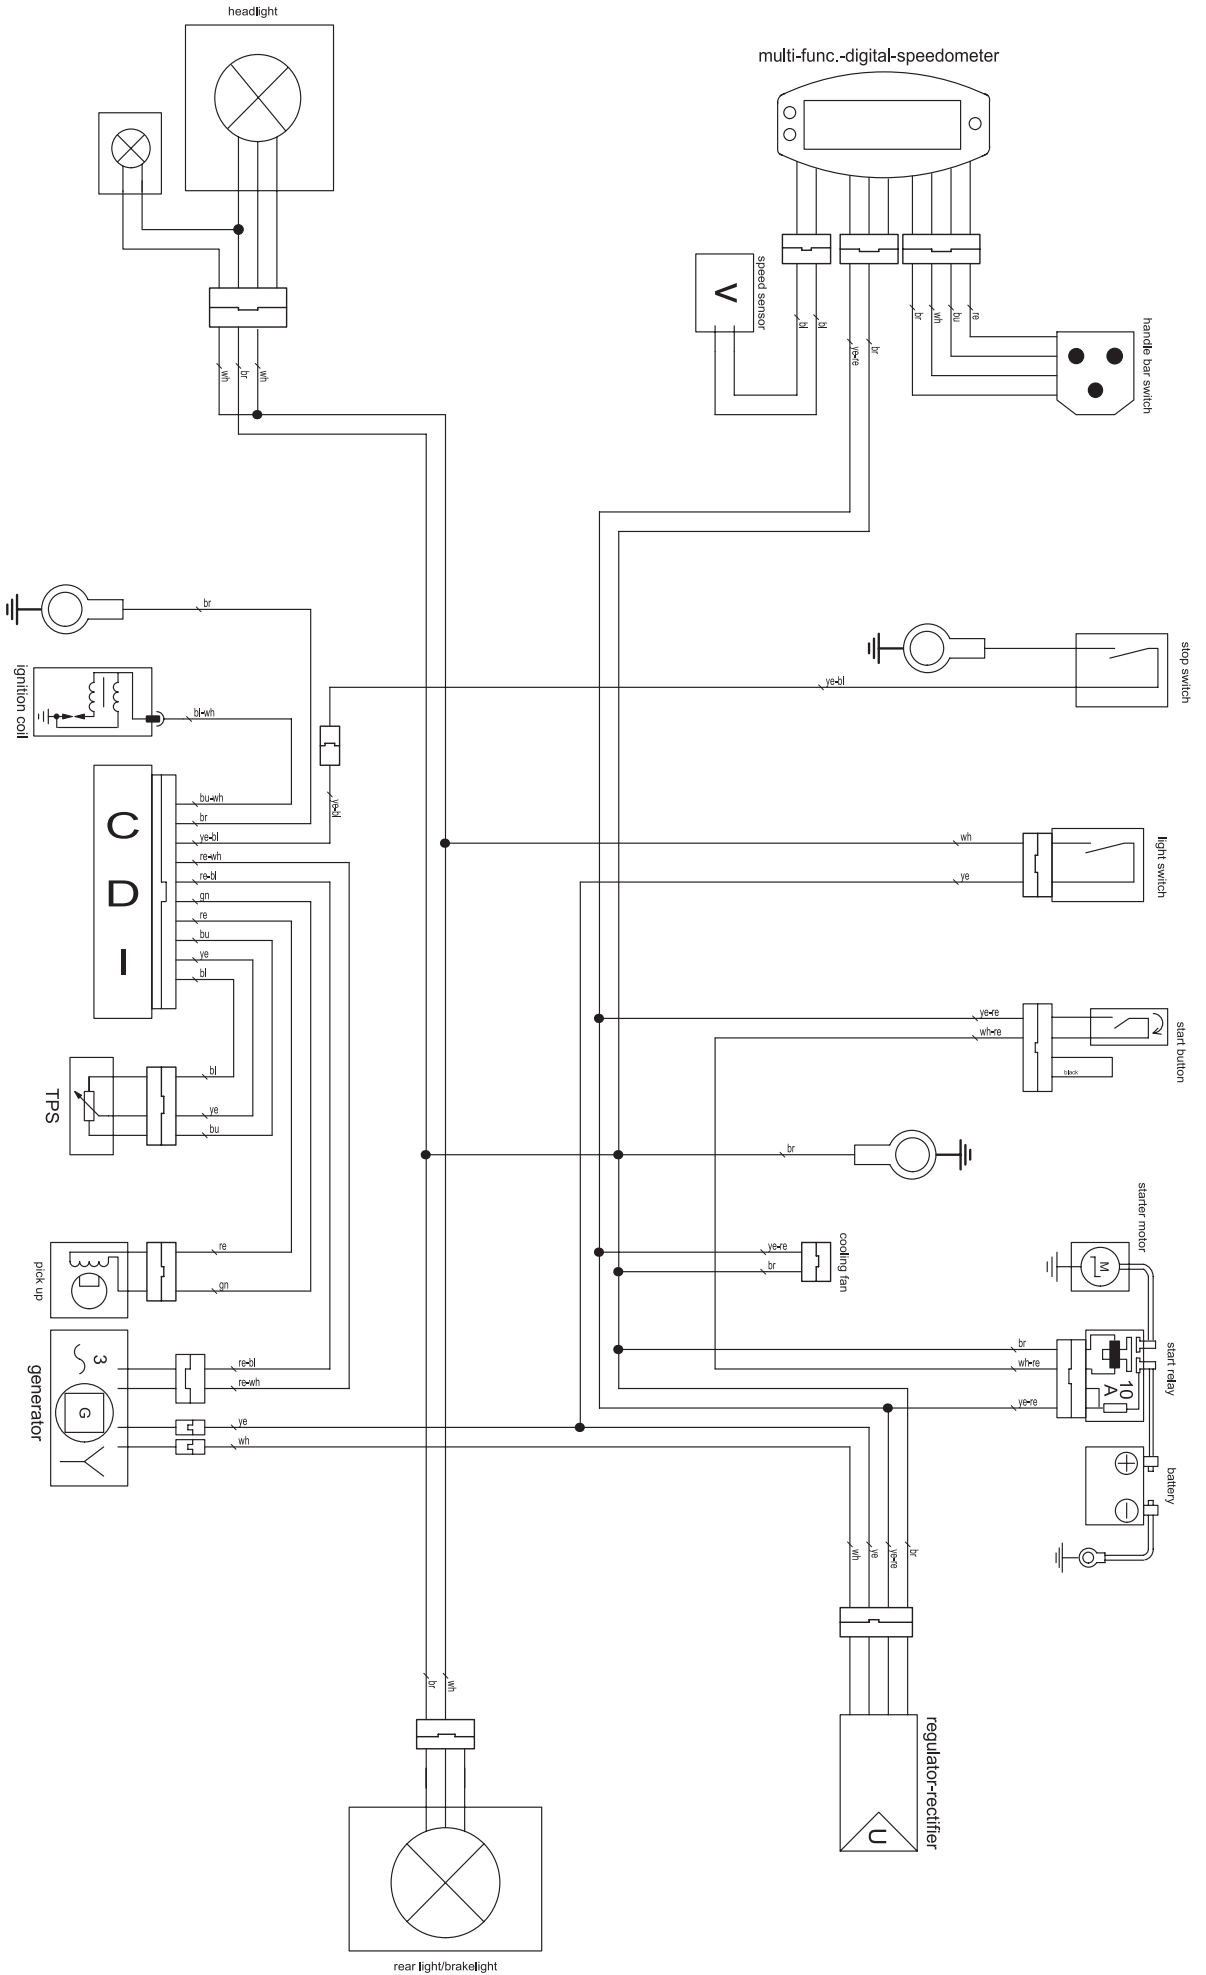 headlight
multi-func.-digital-speedometer
V
speed sensor
handle bar switch
bl
bl
br
wh
bu
re
ye-re
br
wh
br
wh
br
stop switch
ignition coil
ye-bl
bl-wh
ye-bl
C
D
I
bu-wh
br
ye-bl
re-wh
re-bl
gn
re
bu
ye
bl
light switch
wh
ye
start button
ye-re
wh-re
black
TPS
bl
ye
bu
br
starter motor
M
pick up
re
gn
cooling fan
ye-re
br
start relay
10
A
br
wh-re
ye-re
generator
3
G
re-bl
re-wh
ye
wh
battery
wh
ye
ye-re
br
br
wh
regulator-rectifier
U
rear light/brakelight